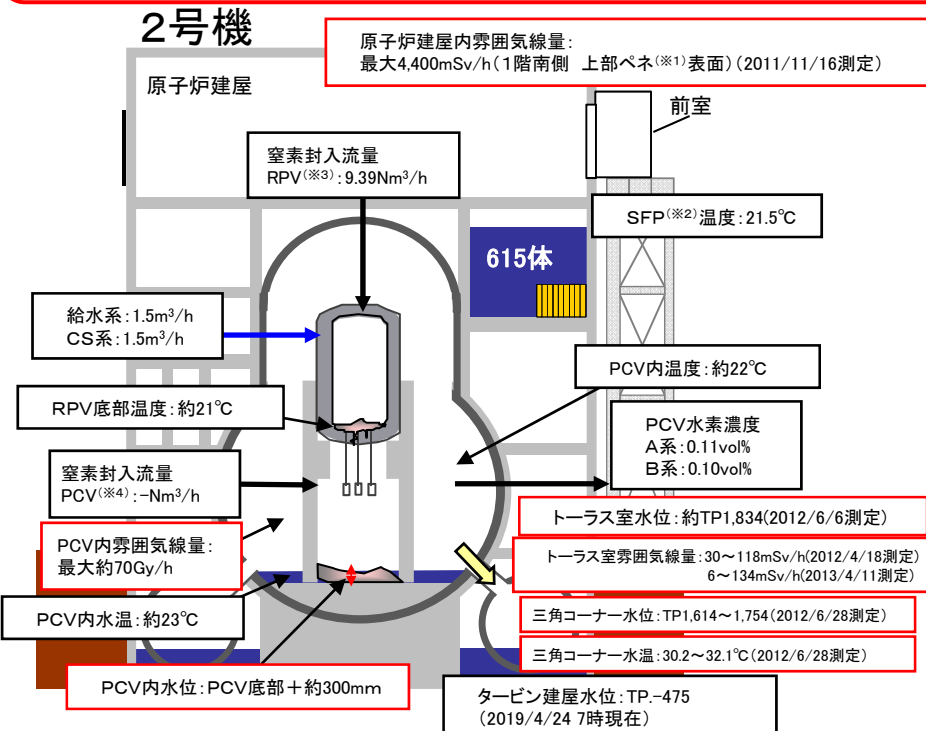 2号機
原子炉建屋内雰囲気線量:
最大4,400mSv/h(1階南側 上部ペネ(※1)表面)(2011/11/16測定)
原子炉建屋
前室
窒素封入流量
RPV(※3):9.39Nm³/h
SFP(※2)温度:21.5℃
615体
給水系:1.5m³/h
CS系:1.5m³/h
PCV内温度:約22℃
RPV底部温度:約21℃
PCV水素濃度
A系:0.11vol%
B系:0.10vol%
窒素封入流量
PCV(※4):-Nm³/h
トーラス室水位:約TP1,834(2012/6/6測定)
PCV内雰囲気線量:
最大約70Gy/h
トーラス室雰囲気線量:30~118mSv/h(2012/4/18測定)
6~134mSv/h(2013/4/11測定)
三角コーナー水位:TP1,614~1,754(2012/6/28測定)
PCV内水温:約23℃
三角コーナー水温:30.2~32.1℃(2012/6/28測定)
PCV内水位:PCV底部+約300mm
タービン建屋水位:TP.-475
(2019/4/24 7時現在)